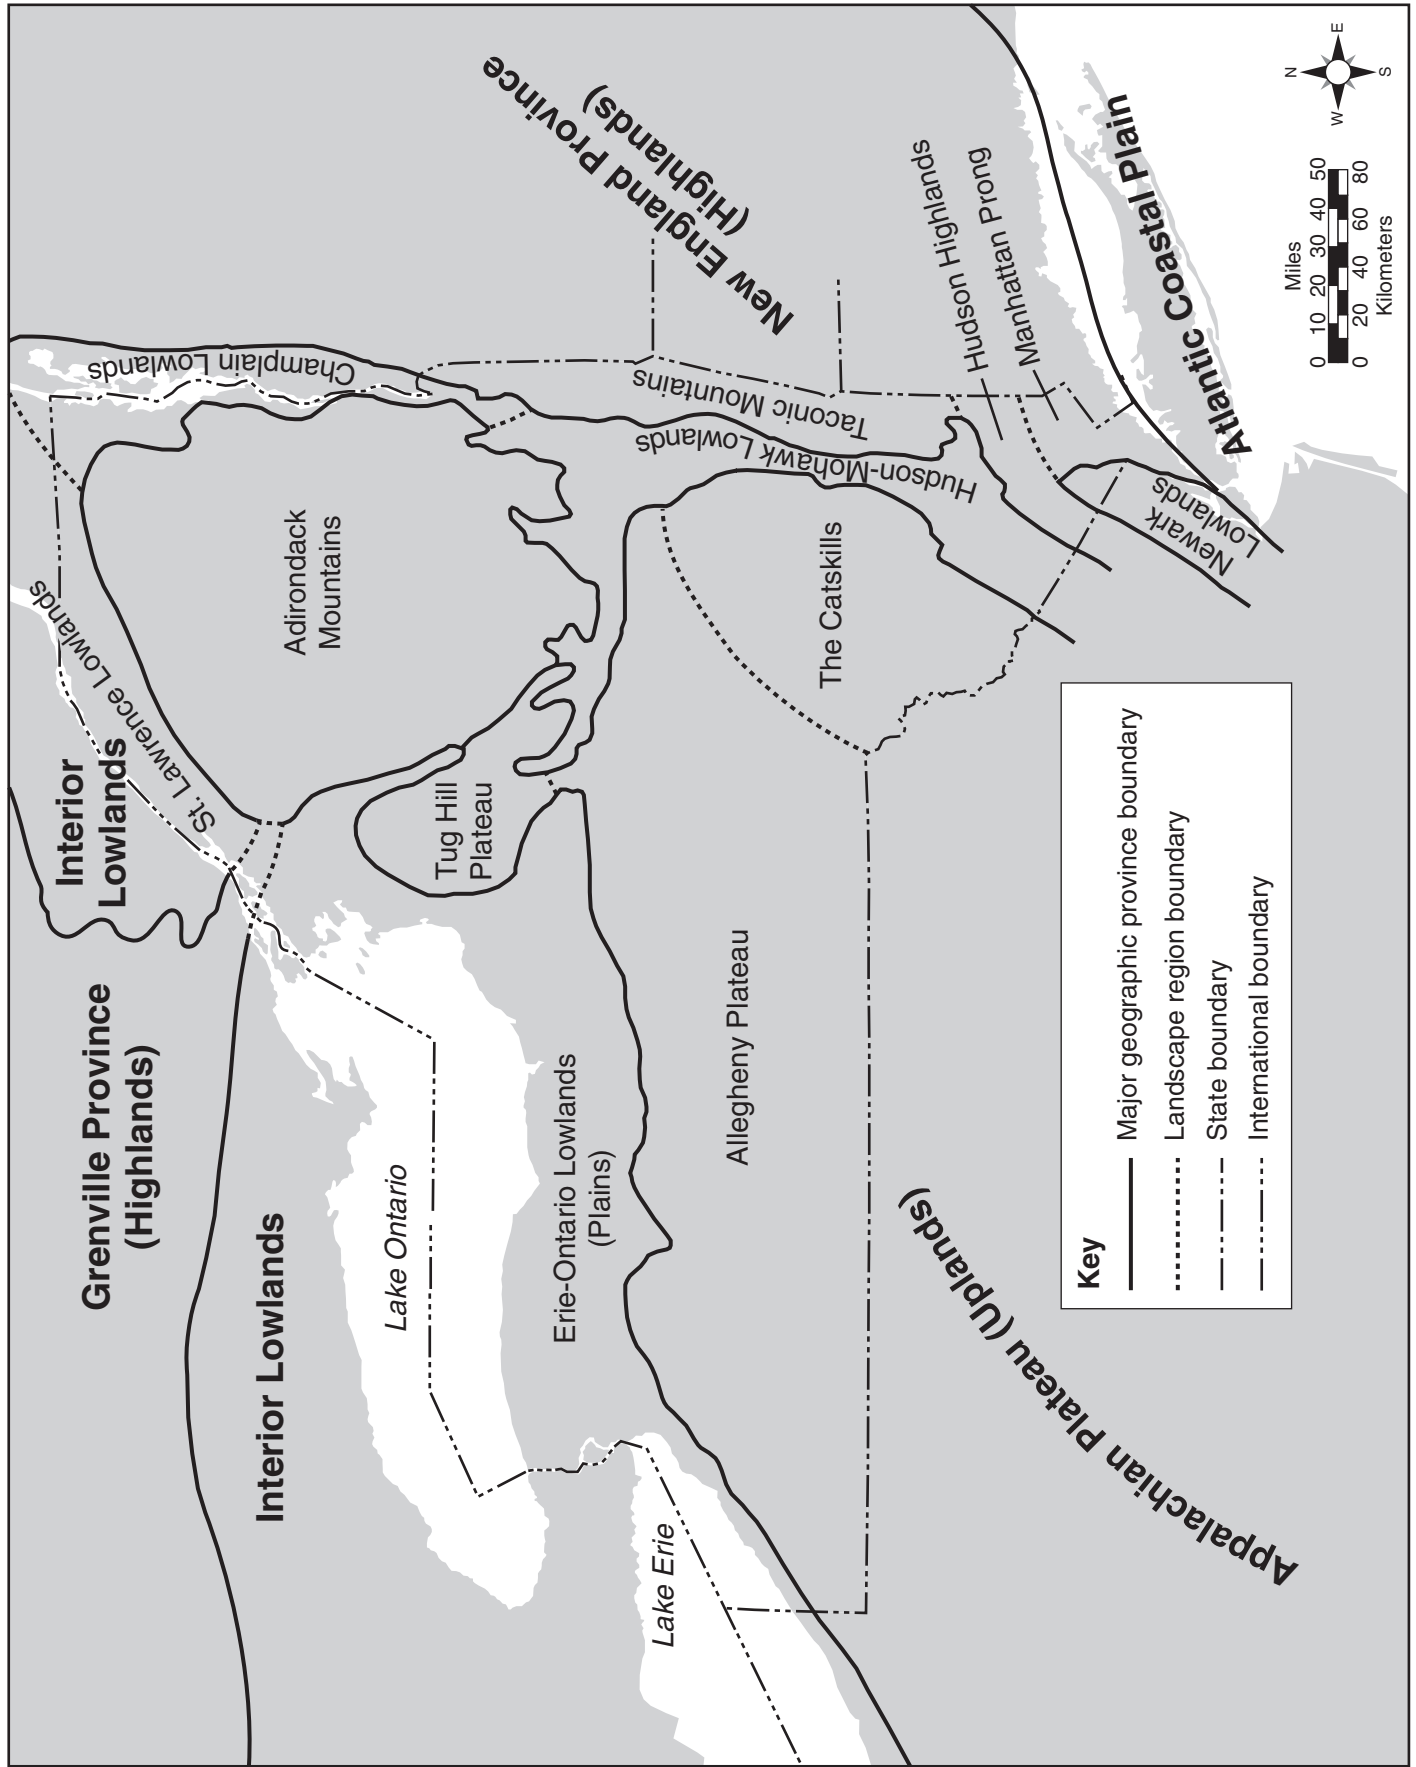 Grenville Province
(Highlands)
Interior
Lowlands
St. Lawrence Lowlands
Champlain Lowlands
Adirondack
Mountains
Interior Lowlands
Tug Hill
Plateau
Lake Ontario
Erie-Ontario Lowlands
(Plains)
Lake Erie
Allegheny Plateau
The Catskills
Hudson-Mohawk Lowlands
Taconic Mountains
New England Province
(Highlands)
Hudson Highlands
Manhattan Prong
Newark
Lowlands
Atlantic Coastal Plain
Appalachian Plateau (Uplands)
Key
Major geographic province boundary
Landscape region boundary
State boundary
International boundary
Miles
0 10 20 30 40 50
0 20 40 60 80
Kilometers
N
W
E
S